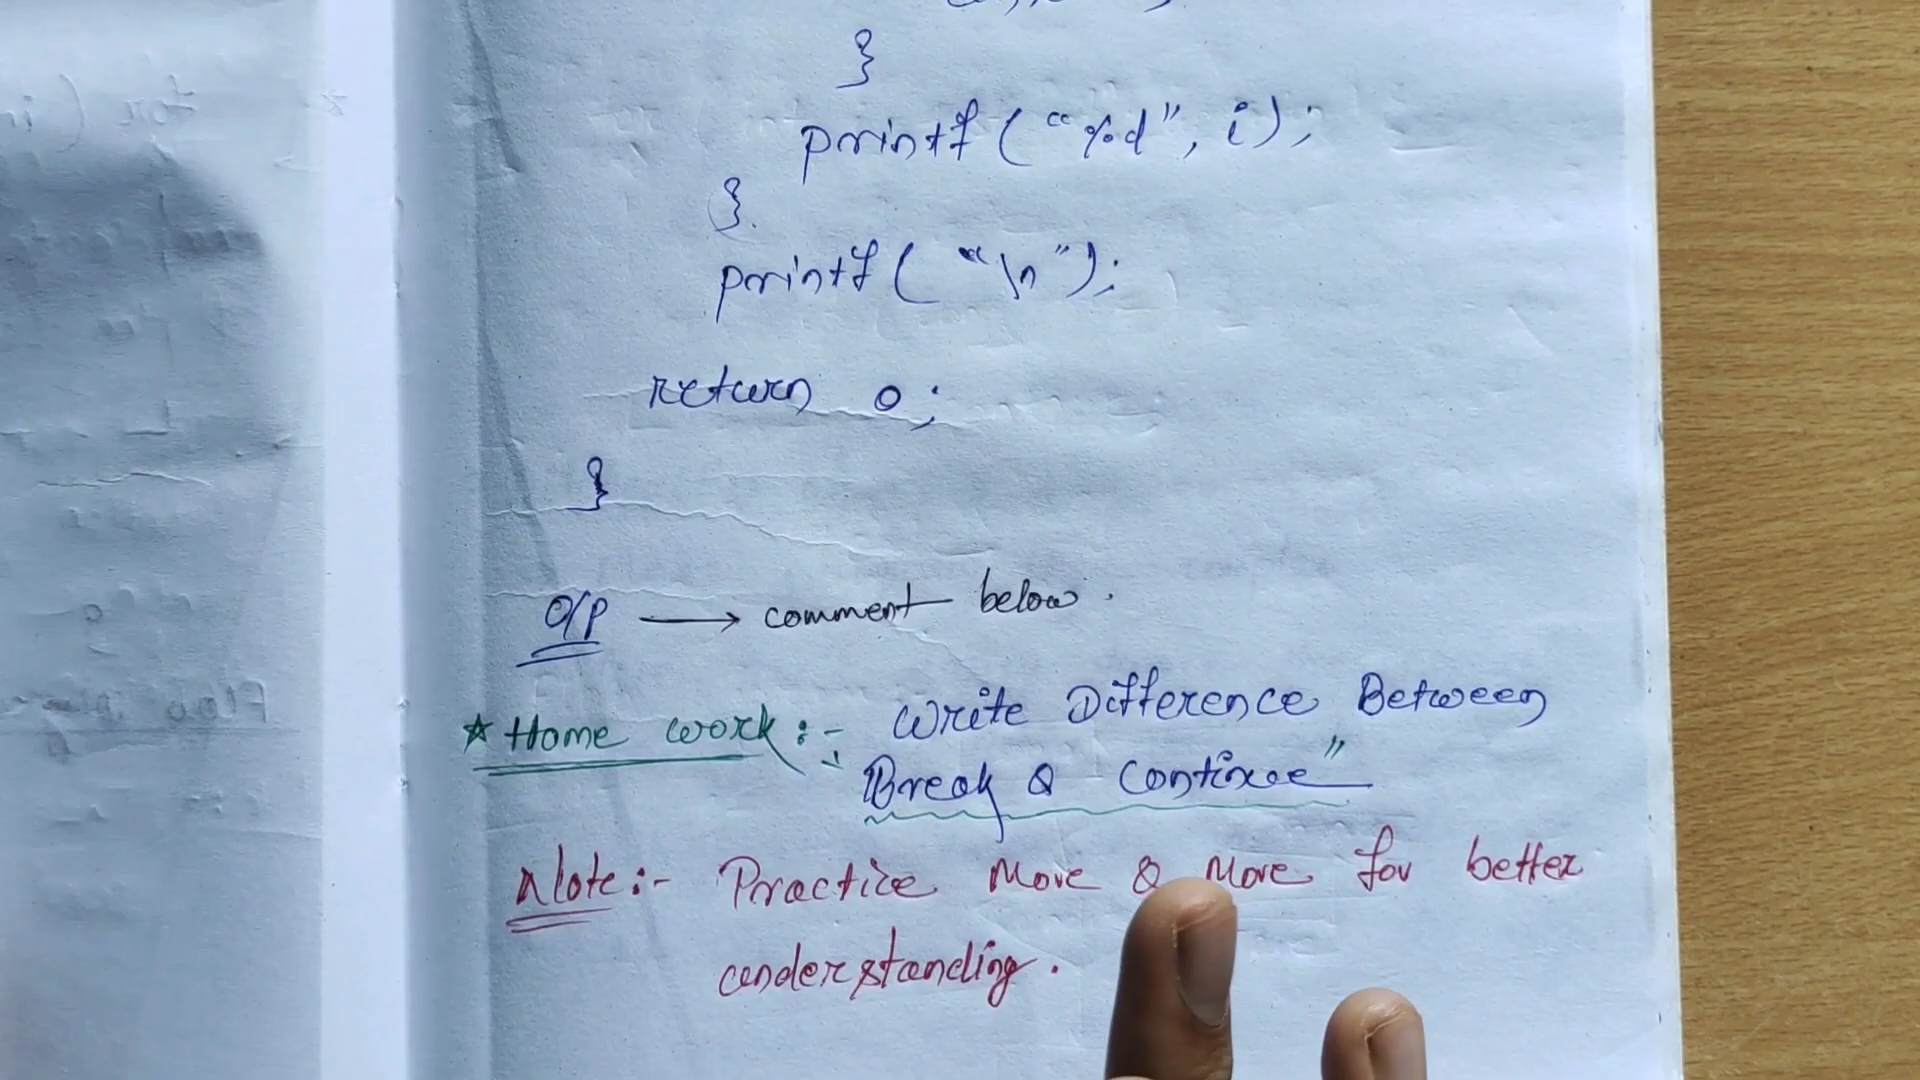 }
printf ( "%d", i);
}.
printf ( "\n");
return 0;
}
O/P → comment below.
* Home work :- Write Difference Between
Break & Continue"
Note :- Practice More & More for better
understanding.